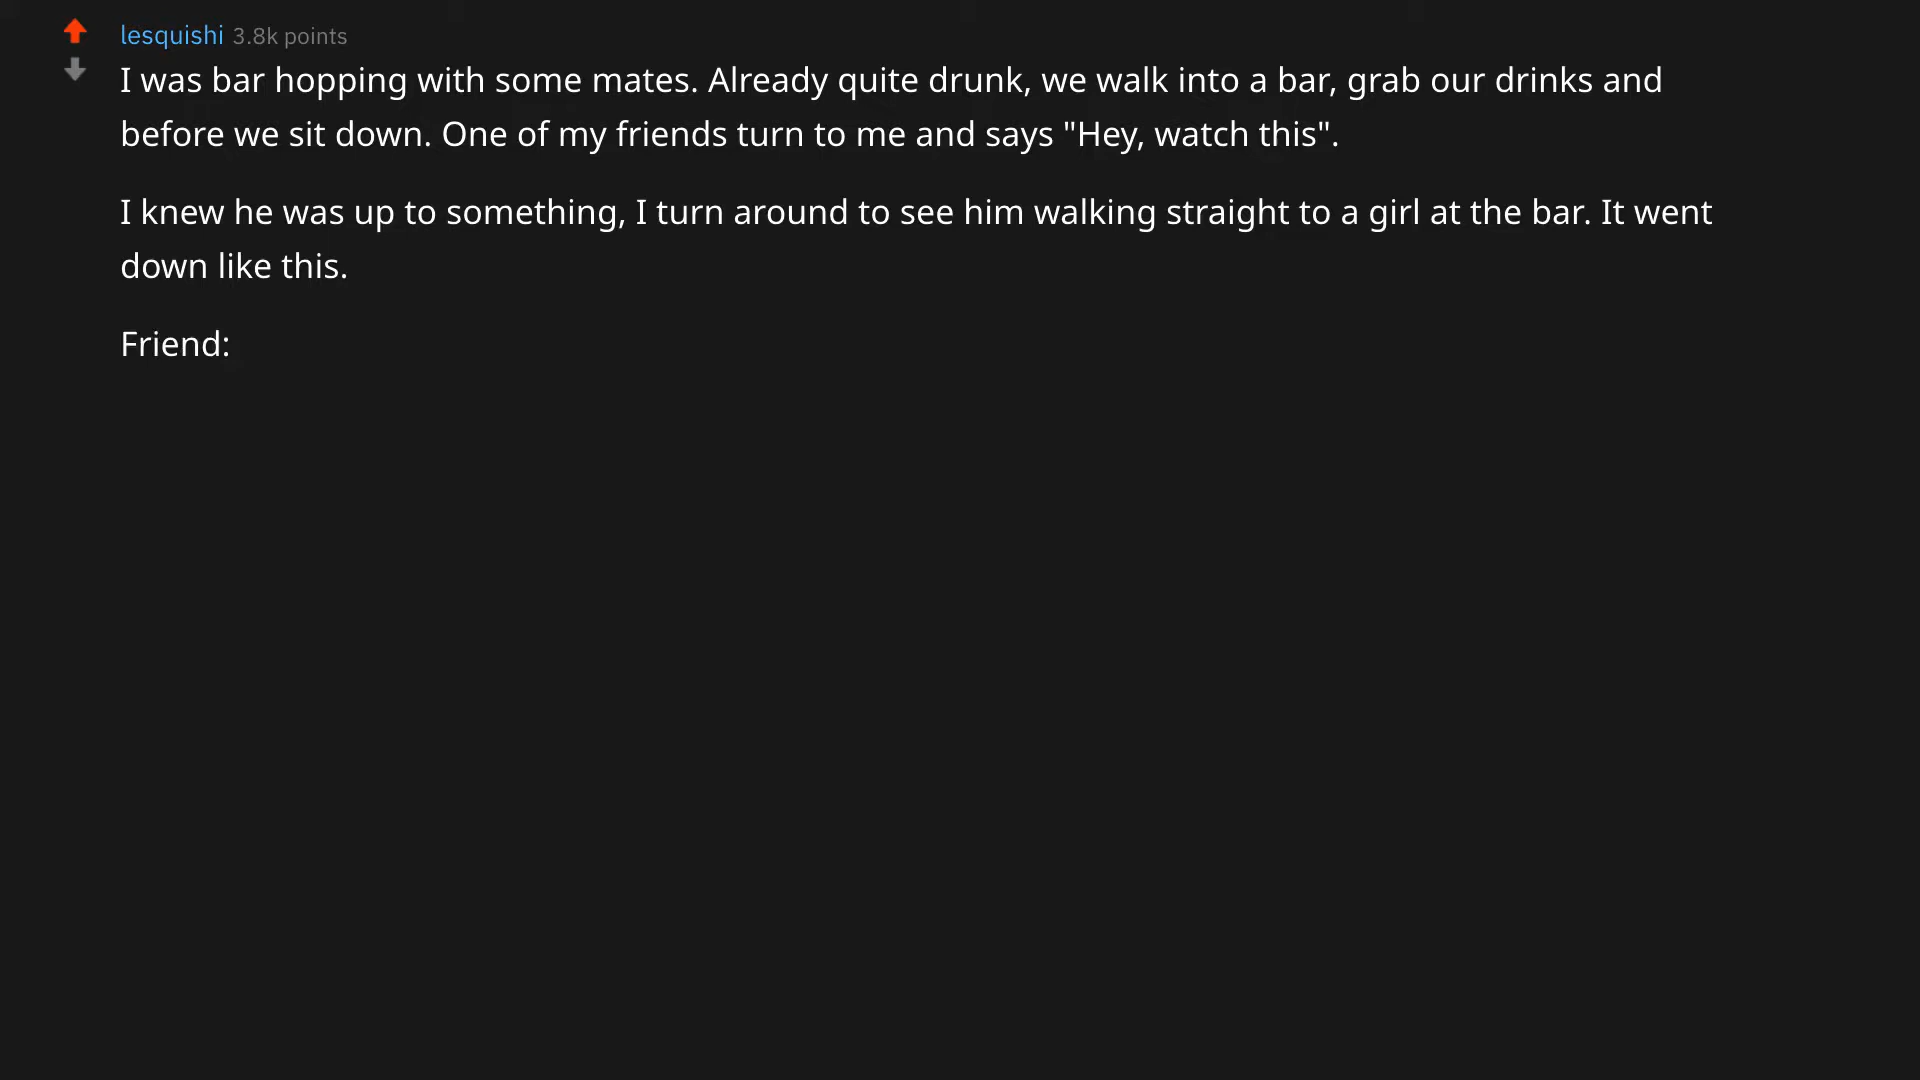 lesquishi 3.8k points
I was bar hopping with some mates. Already quite drunk, we walk into a bar, grab our drinks and
before we sit down. One of my friends turn to me and says "Hey, watch this".
I knew he was up to something, I turn around to see him walking straight to a girl at the bar. It went
down like this.
Friend: